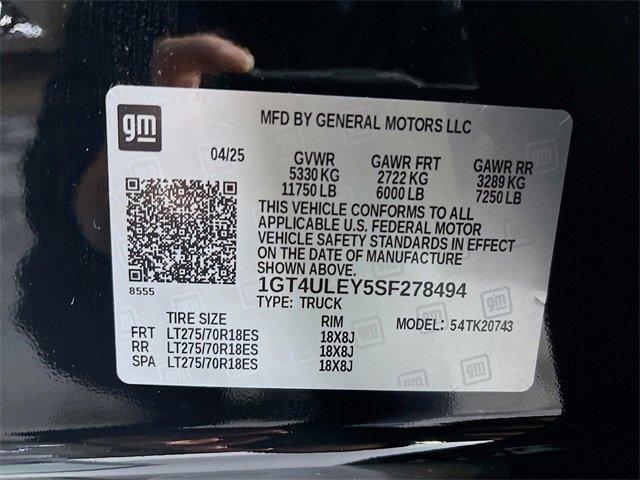 gm
MFD BY GENERAL MOTORS LLC
04/25 GVWR GAWR FRT GAWR RR
5330 KG 2722 KG 3289 KG
11750 LB 6000 LB 7250 LB
THIS VEHICLE CONFORMS TO ALL
APPLICABLE U.S. FEDERAL MOTOR
VEHICLE SAFETY STANDARDS IN EFFECT
ON THE DATE OF MANUFACTURE
SHOWN ABOVE.
8555
1GT4ULEY5SF278494
TYPE: TRUCK
TIRE SIZE RIM MODEL: 54TK20743
FRT LT275/70R18ES 18X8J
RR LT275/70R18ES 18X8J
SPA LT275/70R18ES 18X8J